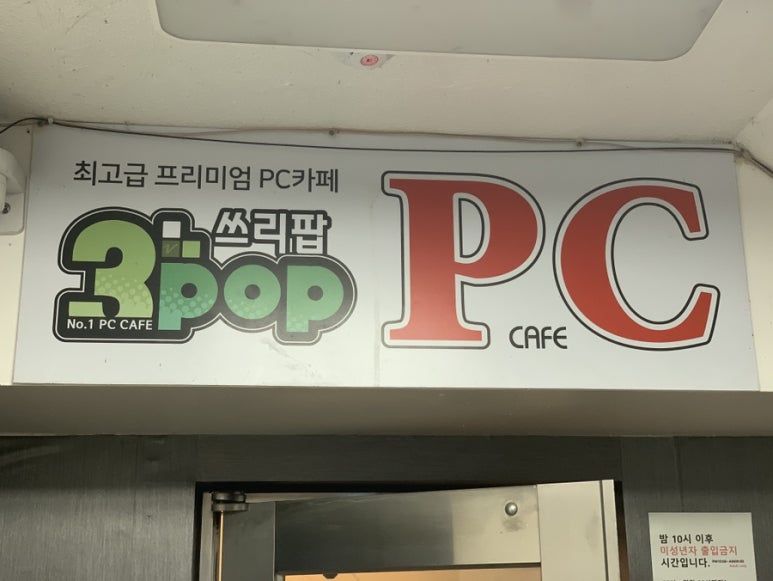 최고급 프리미엄 PC카페
쓰리팝
3pop
No.1 PC CAFE
PC
CAFE
밤 10시 이후
미성년자 출입금지
시간입니다.